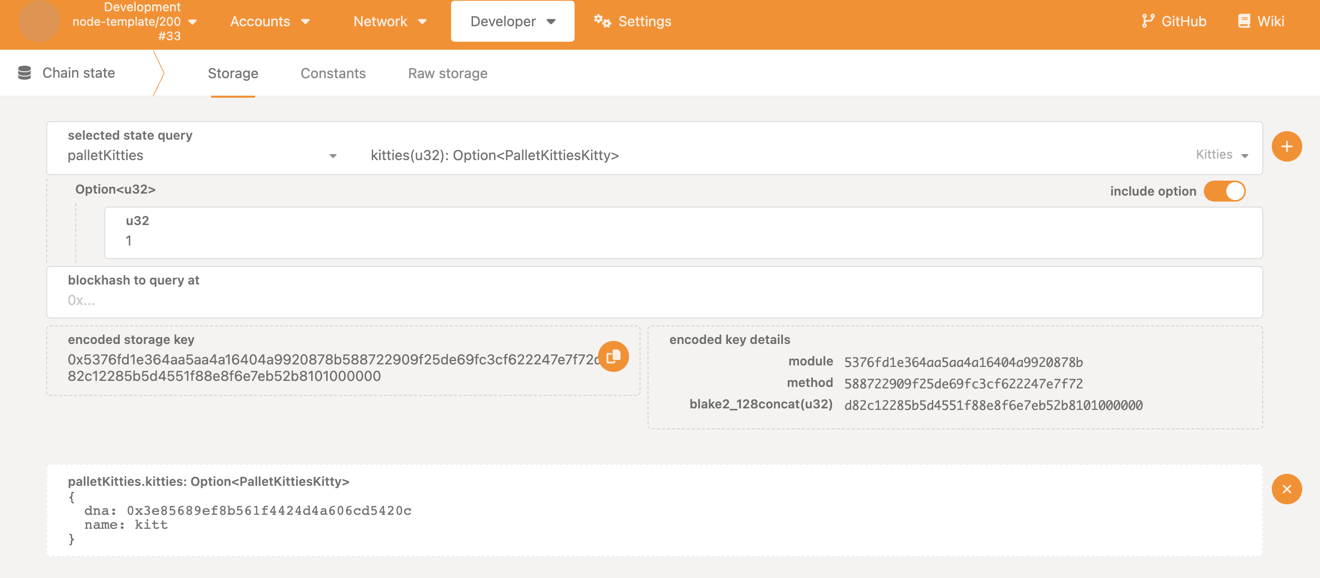 Development
node-template/200
#33
Accounts
Network
Developer
Settings
GitHub
Wiki
Chain state
Storage
Constants
Raw storage
selected state query
palletKitties
kitties(u32): Option<PalletKittiesKitty>
Kitties
Option<u32>
include option
u32
1
blockhash to query at
0x...
encoded storage key
0x5376fd1e364aa5aa4a16404a9920878b588722909f25de69fc3cf622247e7f72d
82c12285b5d4551f88e8f6e7eb52b8101000000
encoded key details
module 5376fd1e364aa5aa4a16404a9920878b
method 588722909f25de69fc3cf622247e7f72
blake2_128concat(u32) d82c12285b5d4551f88e8f6e7eb52b8101000000
palletKitties.kitties: Option<PalletKittiesKitty>
{
dna: 0x3e85689ef8b561f4424d4a606cd5420c
name: kitt
}